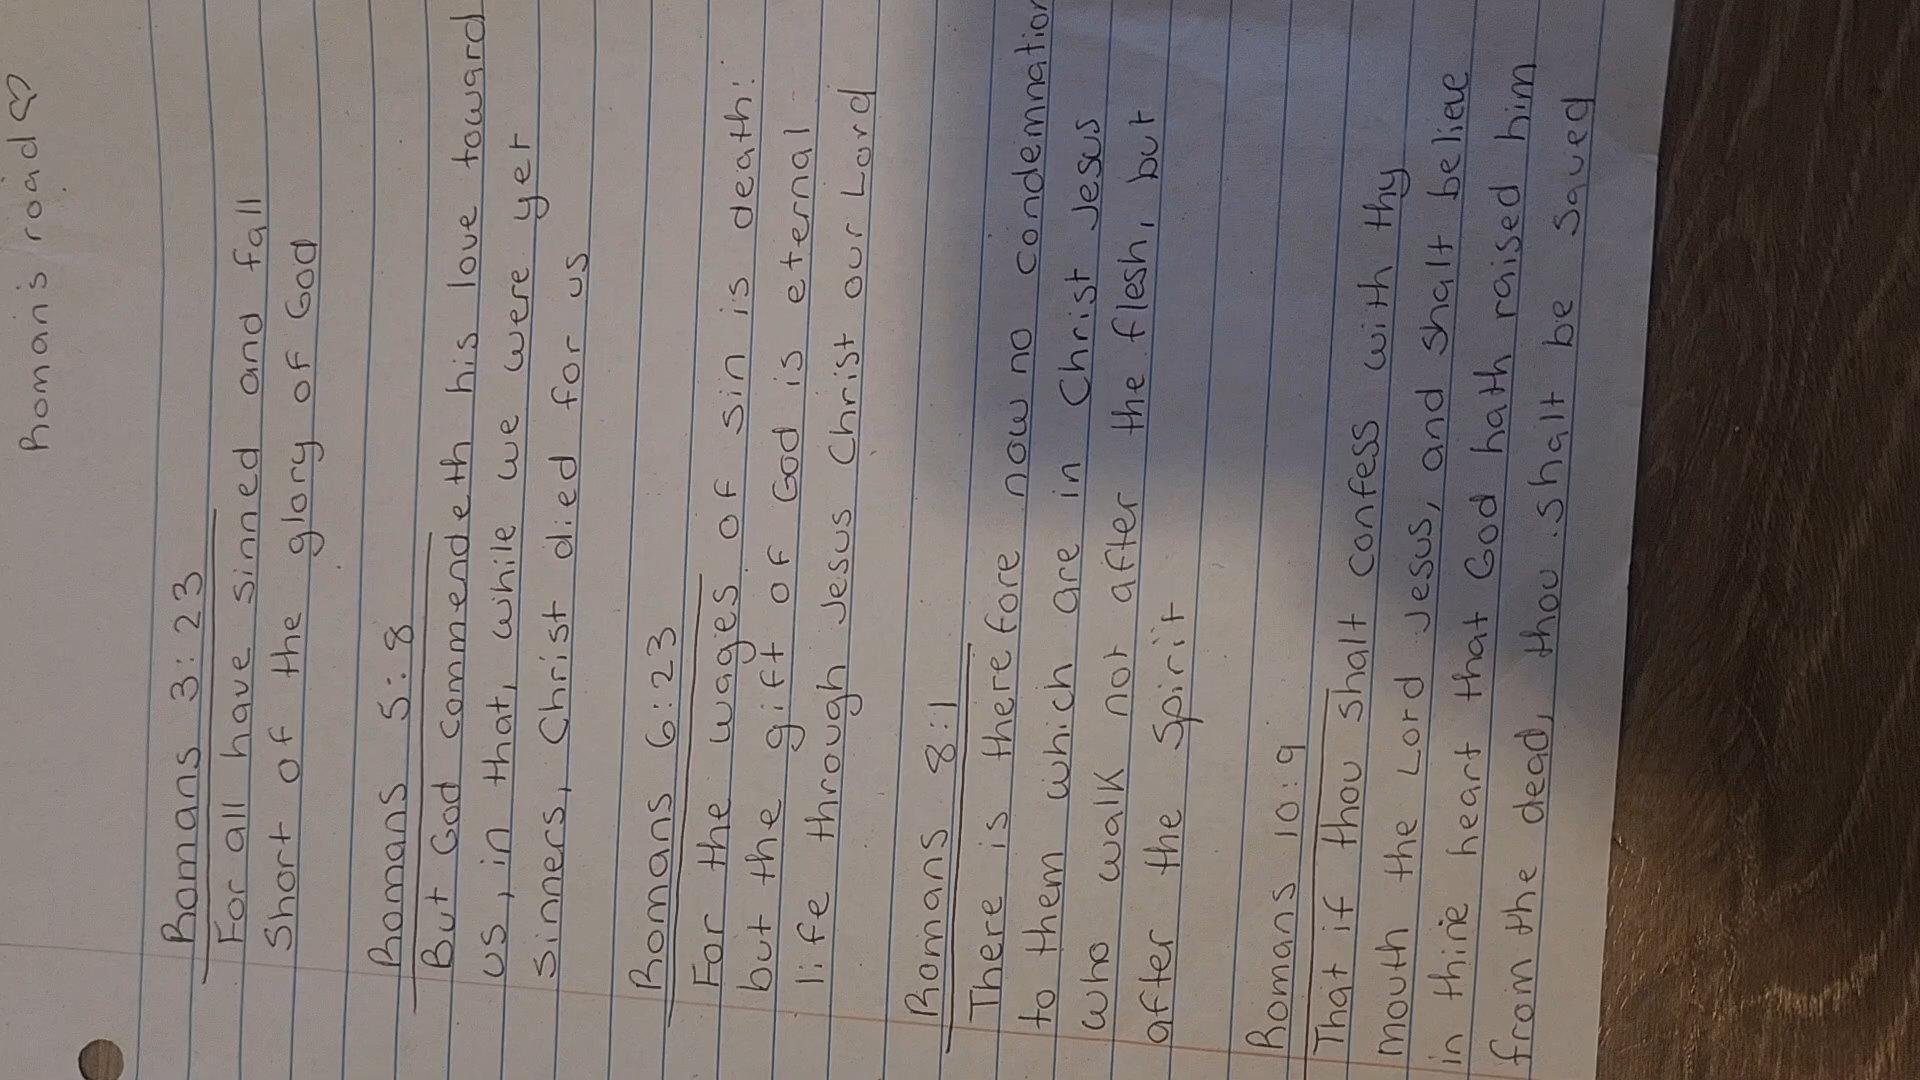 Romans road ♡
Romans 3:23
For all have sinned and fall
short of the glory of God
Romans 5:8
But God commendeth his love toward
us, in that, while we were yet
sinners, Christ died for us
Romans 6:23
For the wages of sin is death:
but the gift of God is eternal
life through Jesus Christ our Lord
Romans 8:1
There is therefore now no condemnation
to them which are in Christ Jesus
who walk not after the flesh, but
after the Spirit
Romans 10:9
That if thou shalt confess with thy
mouth the Lord Jesus, and shalt believe
in thine heart that God hath raised him
from the dead, thou shalt be saved